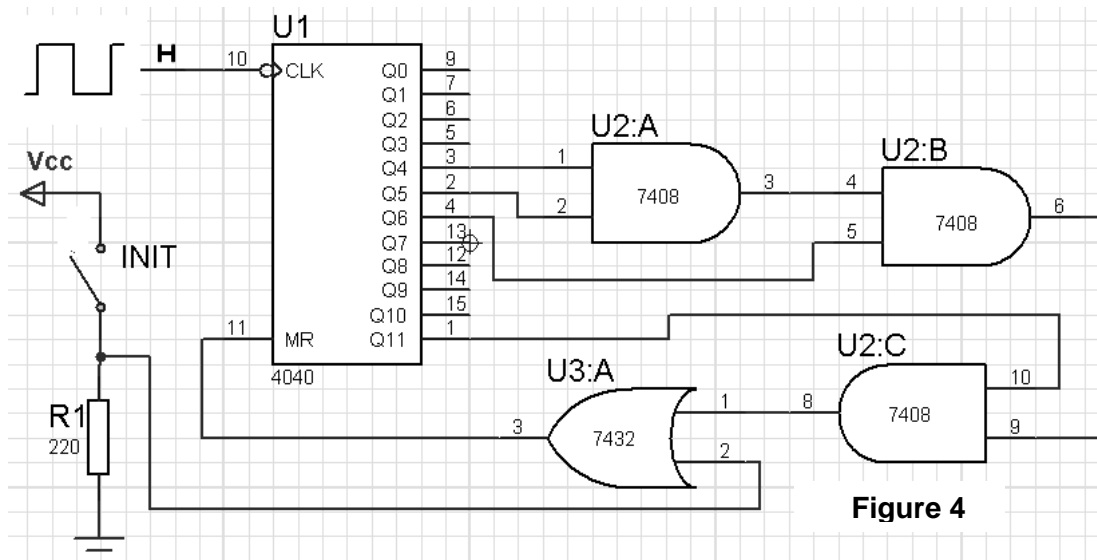 U1
H
10
CLK
Q0
9
Q1
7
Q2
6
Q3
5
Q4
3
Q5
2
Q6
4
Q7
13
Q8
12
Q9
14
Q10
15
Q11
1
11
MR
4040
Vcc
INIT
R1
220
U2:A
1
2
7408
3
U2:B
4
5
7408
6
U2:C
10
9
7408
8
U3:A
1
2
7432
3
Figure 4